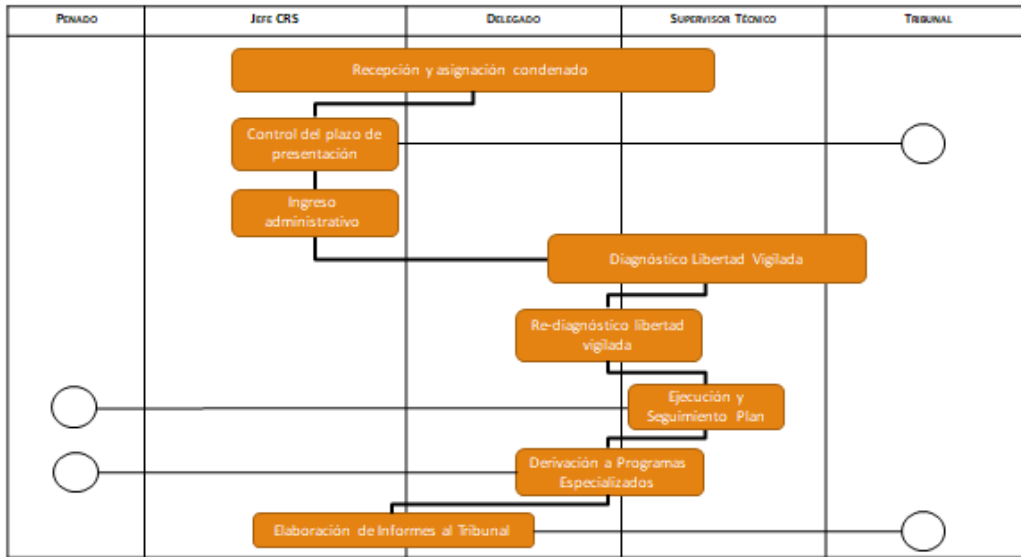 PENADO
JEFE CRS
DELEGADO
SUPERVISOR TÉCNICO
TRIBUNAL
Recepción y asignación condenado
Control del plazo de
presentación
Ingreso
administrativo
Diagnóstico Libertad Vigilada
Re-diagnóstico libertad
vigilada
Ejecución y
Seguimiento Plan
Derivación a Programas
Especializados
Elaboración de Informes al Tribunal